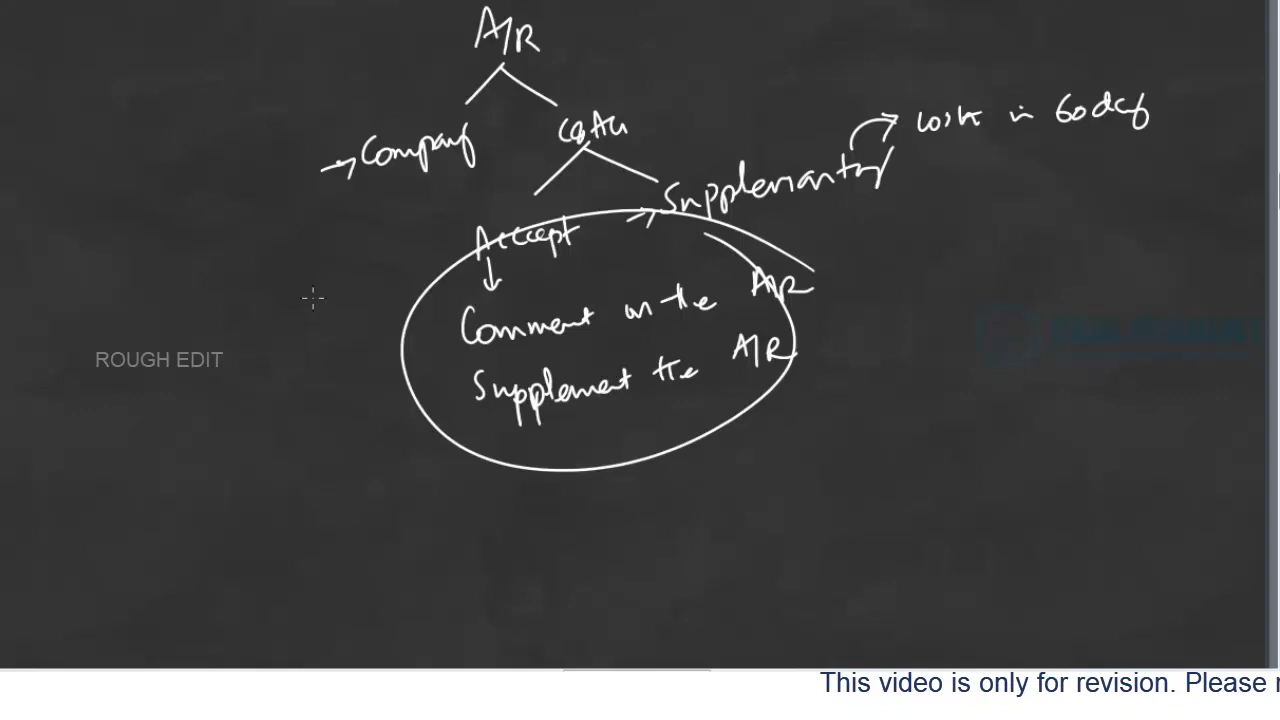 A/R
→ Company
C&AG
Supplementary
→ with in 60 days
Accept
Comment on the A/R
Supplement the A/R
ROUGH EDIT
This video is only for revision. Please